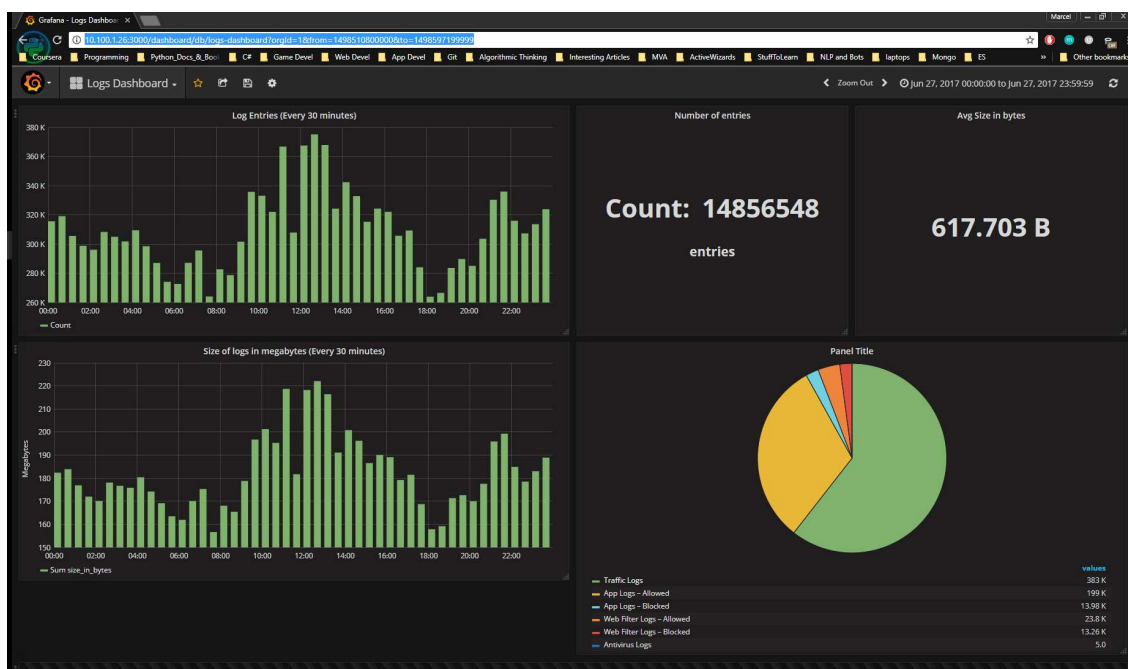 Grafana - Logs Dashboar
Marcel
10.100.1.26:3000/dashboard/db/logs-dashboard?orgId=1&from=1498510800000&to=1498597199999
Coursera Programming Python_Docs_&_Boo C# Game Devel Web Devel App Devel Git Algorithmic Thinking Interesting Articles MVA ActiveWizards StuffToLearn NLP and Bots laptops Mongo ES » Other bookmarks
Logs Dashboard
Zoom Out Jun 27, 2017 00:00:00 to Jun 27, 2017 23:59:59
Log Entries (Every 30 minutes)
380 K
360 K
340 K
320 K
300 K
280 K
260 K
00:00 02:00 04:00 06:00 08:00 10:00 12:00 14:00 16:00 18:00 20:00 22:00
Count
Number of entries
Count: 14856548
entries
Avg Size in bytes
617.703 B
Size of logs in megabytes (Every 30 minutes)
Megabytes
230
220
210
200
190
180
170
160
150
00:00 02:00 04:00 06:00 08:00 10:00 12:00 14:00 16:00 18:00 20:00 22:00
Sum size_in_bytes
Panel Title
values
Traffic Logs 383 K
App Logs – Allowed 199 K
App Logs – Blocked 13.98 K
Web Filter Logs – Allowed 23.8 K
Web Filter Logs – Blocked 13.26 K
Antivirus Logs 5.0